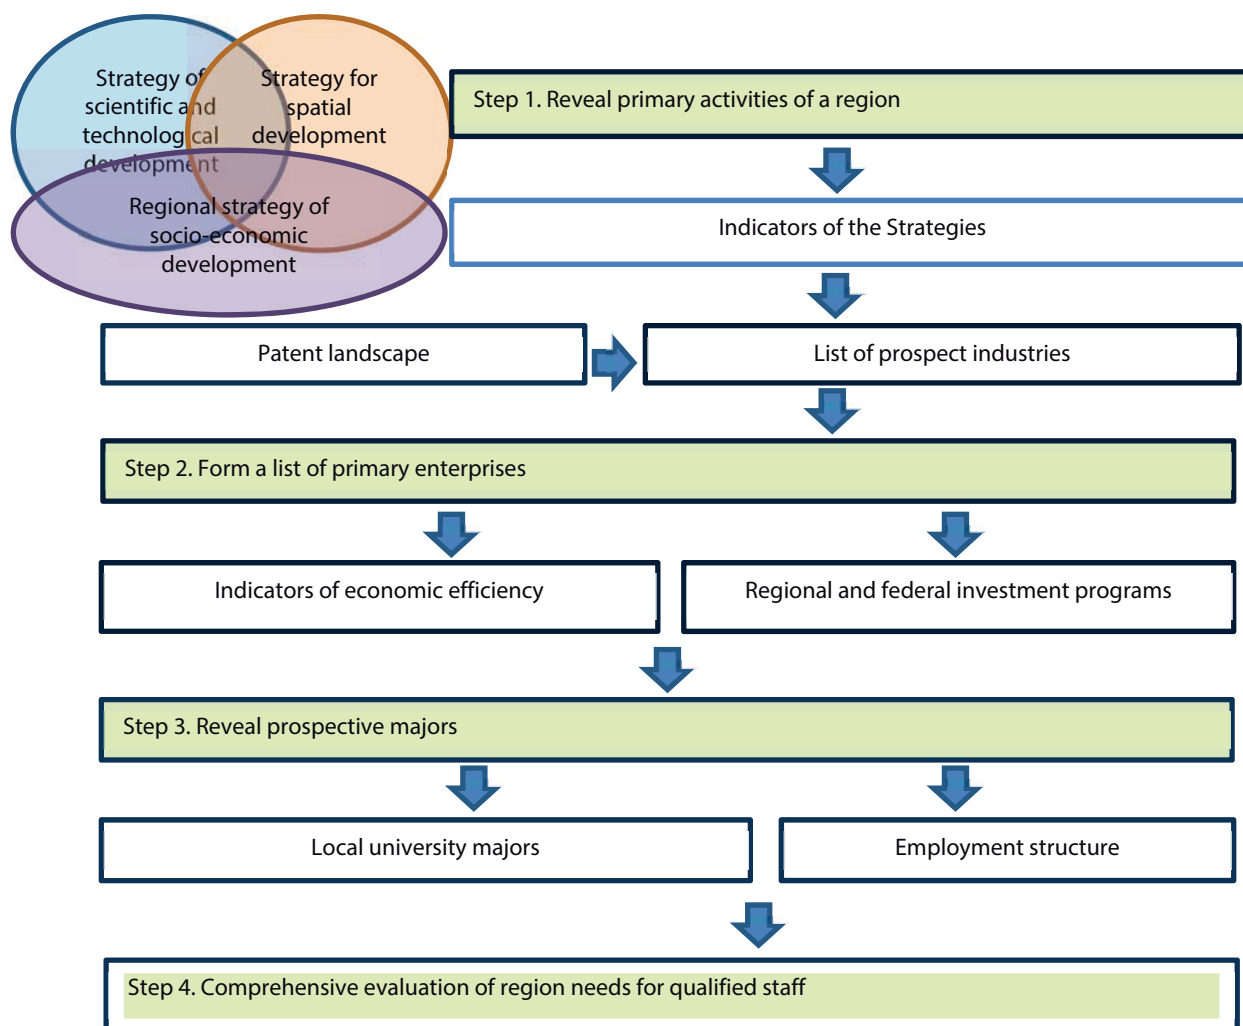 Strategy of
scientific and
technological
development
Strategy for
spatial
development
Regional strategy of
socio-economic
development
Step 1. Reveal primary activities of a region
Indicators of the Strategies
Patent landscape
List of prospect industries
Step 2. Form a list of primary enterprises
Indicators of economic efficiency
Regional and federal investment programs
Step 3. Reveal prospective majors
Local university majors
Employment structure
Step 4. Comprehensive evaluation of region needs for qualified staff